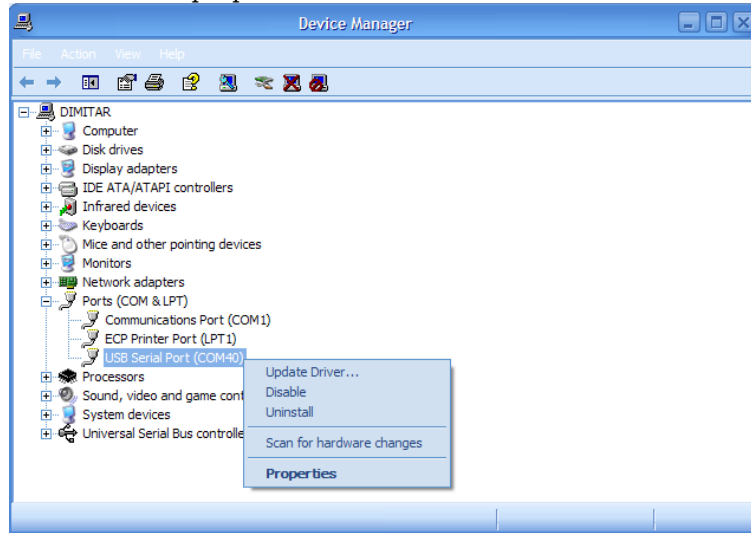 Device Manager
File Action View Help
DIMITAR
Computer
Disk drives
Display adapters
IDE ATA/ATAPI controllers
Infrared devices
Keyboards
Mice and other pointing devices
Monitors
Network adapters
Ports (COM & LPT)
Communications Port (COM1)
ECP Printer Port (LPT1)
USB Serial Port (COM40)
Processors
Sound, video and game cont
System devices
Universal Serial Bus controlle
Update Driver...
Disable
Uninstall
Scan for hardware changes
Properties